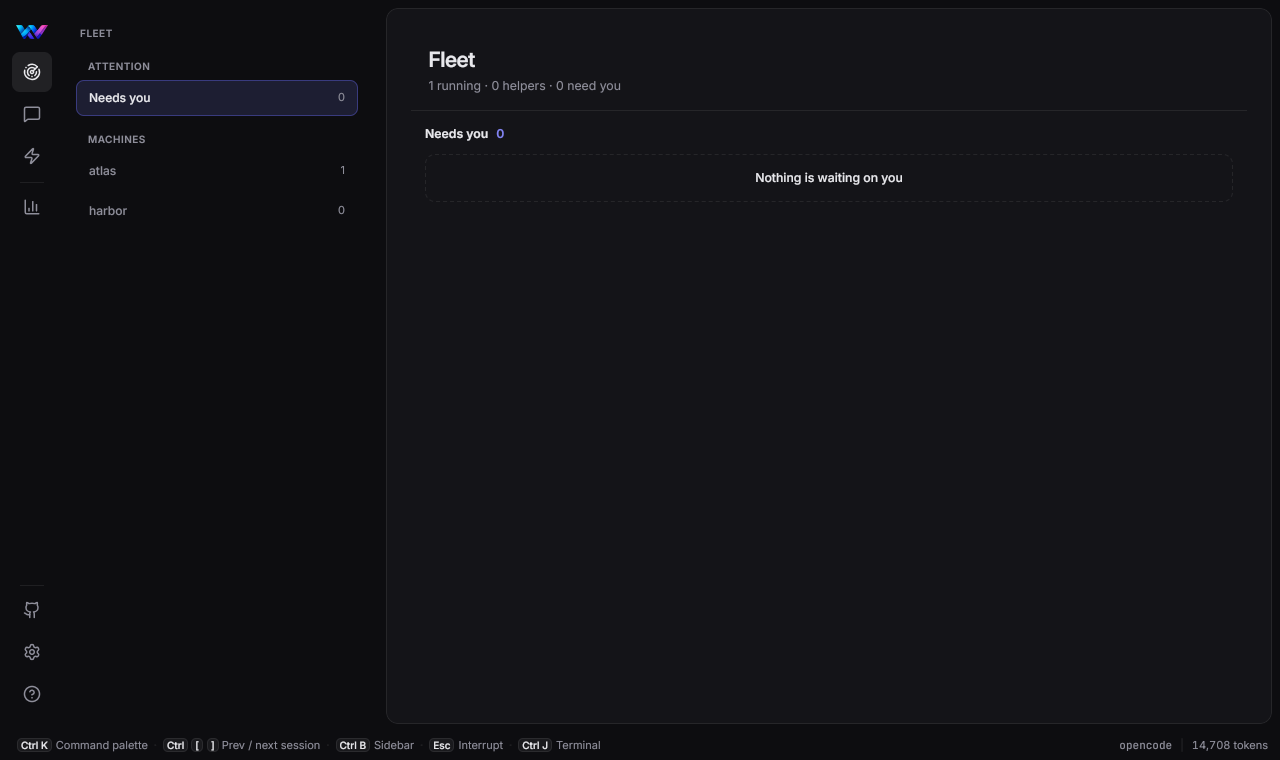 FLEET
ATTENTION
Needs you 0
MACHINES
atlas 1
harbor 0
Fleet
1 running · 0 helpers · 0 need you
Needs you 0
Nothing is waiting on you
Ctrl K Command palette · Ctrl [ ] Prev / next session · Ctrl B Sidebar · Esc Interrupt · Ctrl J Terminal
opencode | 14,708 tokens